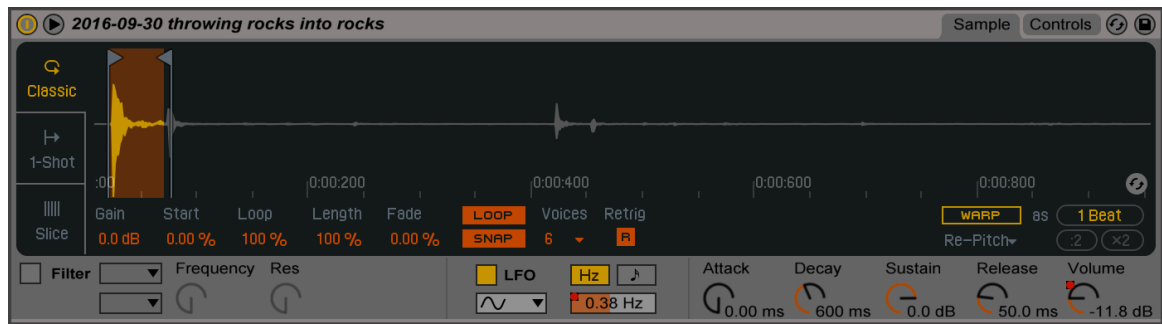 2016-09-30 throwing rocks into rocks Sample Controls
Classic
1-Shot
Slice
:00 0:00:200 0:00:400 0:00:600 0:00:800
Gain Start Loop Length Fade LOOP Voices Retrig WARP as 1 Beat
0.0 dB 0.00 % 100 % 100 % 0.00 % SNAP 6 R Re-Pitch :2 ×2
Filter Frequency Res LFO Hz Attack Decay Sustain Release Volume
0.38 Hz 0.00 ms 600 ms 0.0 dB 50.0 ms -11.8 dB